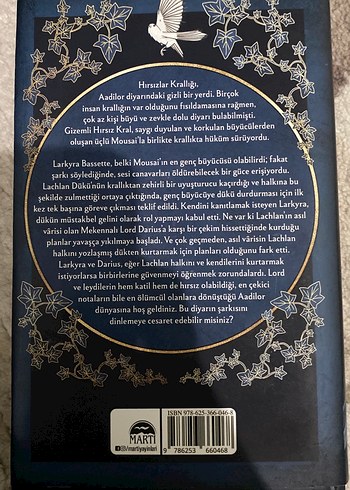 Hırsızlar Krallığı,
Aadilor diyarındaki gizli bir yerdi. Birçok
insan krallığın var olduğunu fısıldamasına rağmen,
çok az kişi büyü ve zevkle dolu diyarı bulabilmişti.
Gizemli Hırsız Kral, saygı duyulan ve korkulan büyücülerden
oluşan üçlü Mousai'la birlikte krallıkta hüküm sürüyordu.
Larkyra Bassette, belki Mousai'ın en genç büyücüsü olabilirdi; fakat
şarkı söylediğinde, sesi canavarları öldürebilecek bir güce erişiyordu.
Lachlan Dükü'nün krallıktan zehirli bir uyuşturucu kaçırdığı ve halkına bu
şekilde zulmettiği ortaya çıktığında, genç büyücüye dükü durdurması için ilk
kez tek başına göreve çıkması teklif edildi. Kendini kanıtlamak isteyen Larkyra,
dükün müstakbel gelini olarak rol yapmayı kabul etti. Ne var ki Lachlan'ın asıl
vârisi olan Mekennalı Lord Darius'a karşı bir çekim hissettiğinde kurduğu
planlar yavaşça yıkılmaya başladı. Ve çok geçmeden, asıl vârisin Lachlan
halkını yozlaşmış dükten kurtarmak için planları olduğunu fark etti.
Larkyra ve Darius, eğer Lachlan halkını ve kendilerini kurtarmak
istiyorlarsa birbirlerine güvenmeyi öğrenmek zorundalardı. Lord
ve leydilerin hem katil hem de hırsız olabildiği, en çekici
notaların bile en ölümcül olanlara dönüştüğü Aadilor
dünyasına hoş geldiniz. Bu diyarın şarkısını
dinlemeye cesaret edebilir misiniz?
ISBN 978-625-366-046-8
MARTI
/martiyayinlari
9 786253 660468